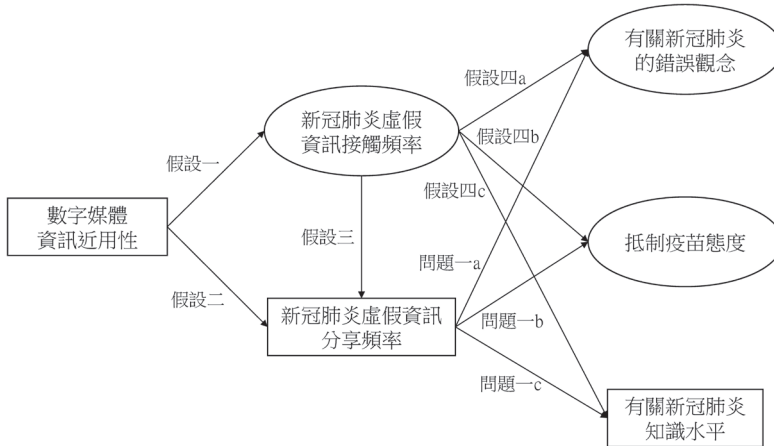 有關新冠肺炎
的錯誤觀念
假設四a
新冠肺炎虛假
資訊接觸頻率
假設四b
假設一
假設四c
數字媒體
資訊近用性
假設三
抵制疫苗態度
問題一a
假設二
新冠肺炎虛假資訊
分享頻率
問題一b
問題一c
有關新冠肺炎
知識水平